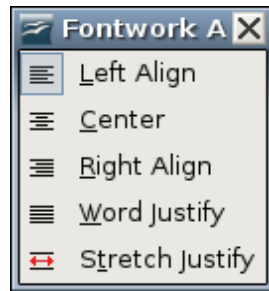 Fontwork A
Left Align
Center
Right Align
Word Justify
Stretch Justify